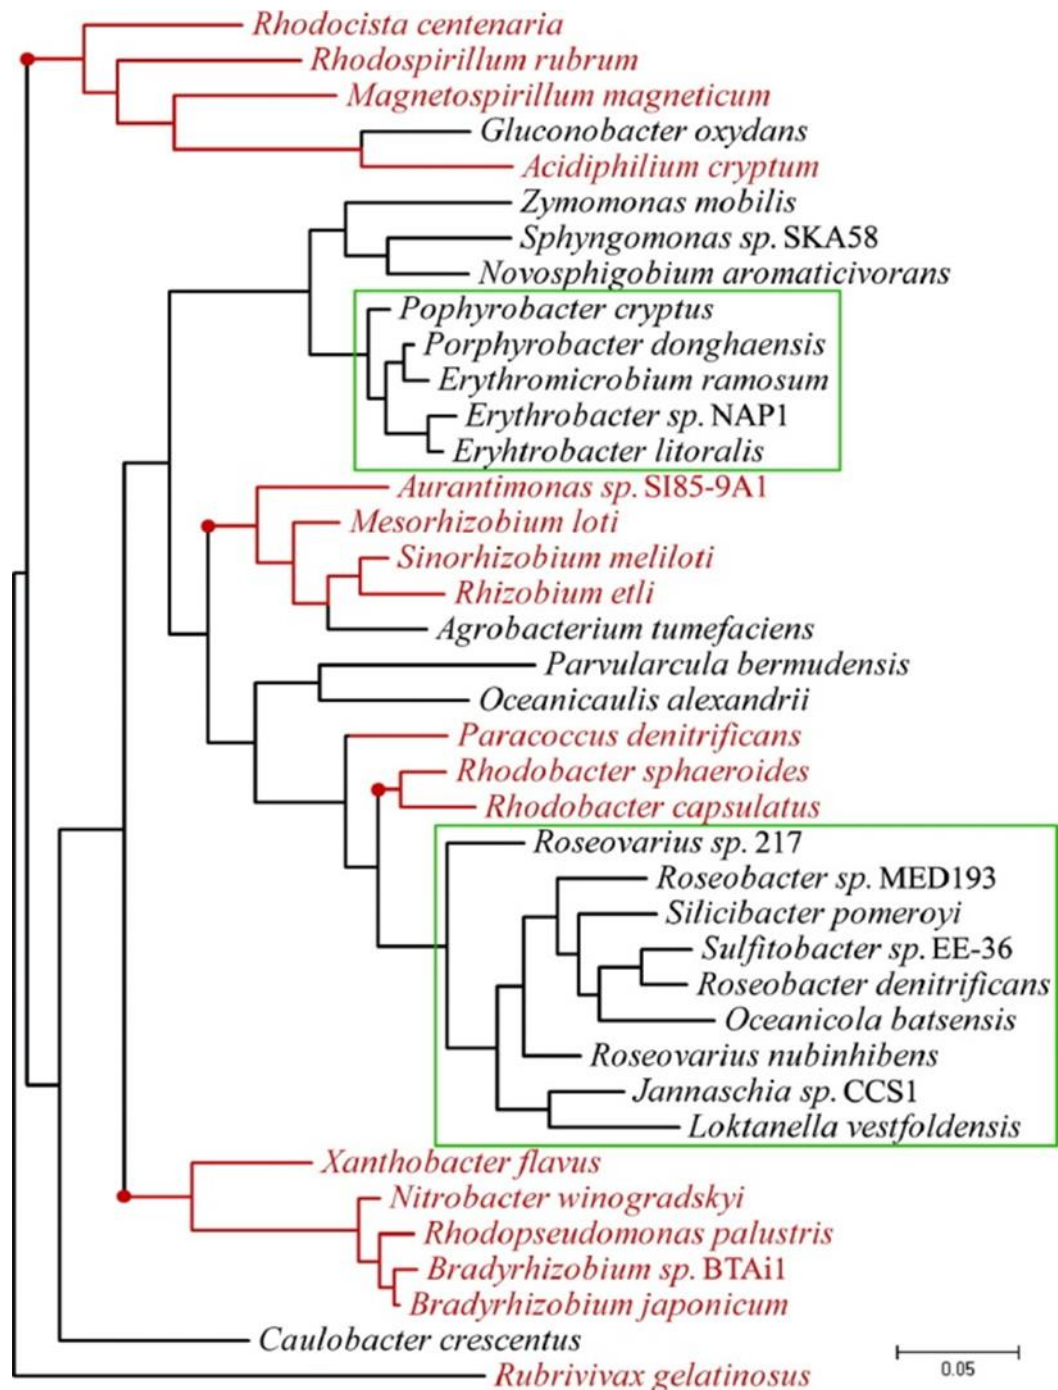 Rhodocista centenaria
Rhodospirillum rubrum
Magnetospirillum magneticum
Gluconobacter oxydans
Acidiphilium cryptum
Zymomonas mobilis
Sphyngomonas sp. SKA58
Novosphigobium aromaticivorans
Pophyrobacter cryptus
Porphyrobacter donghaensis
Erythromicrobium ramosum
Erythrobacter sp. NAP1
Eryhtrobacter litoralis
Aurantimonas sp. SI85-9A1
Mesorhizobium loti
Sinorhizobium meliloti
Rhizobium etli
Agrobacterium tumefaciens
Parvularcula bermudensis
Oceanicaulis alexandrii
Paracoccus denitrificans
Rhodobacter sphaeroides
Rhodobacter capsulatus
Roseovarius sp. 217
Roseobacter sp. MED193
Silicibacter pomeroyi
Sulfitobacter sp. EE-36
Roseobacter denitrificans
Oceanicola batsensis
Roseovarius nubinhibens
Jannaschia sp. CCS1
Loktanella vestfoldensis
Xanthobacter flavus
Nitrobacter winogradskyi
Rhodopseudomonas palustris
Bradyrhizobium sp. BTAi1
Bradyrhizobium japonicum
Caulobacter crescentus
0.05
Rubrivivax gelatinosus